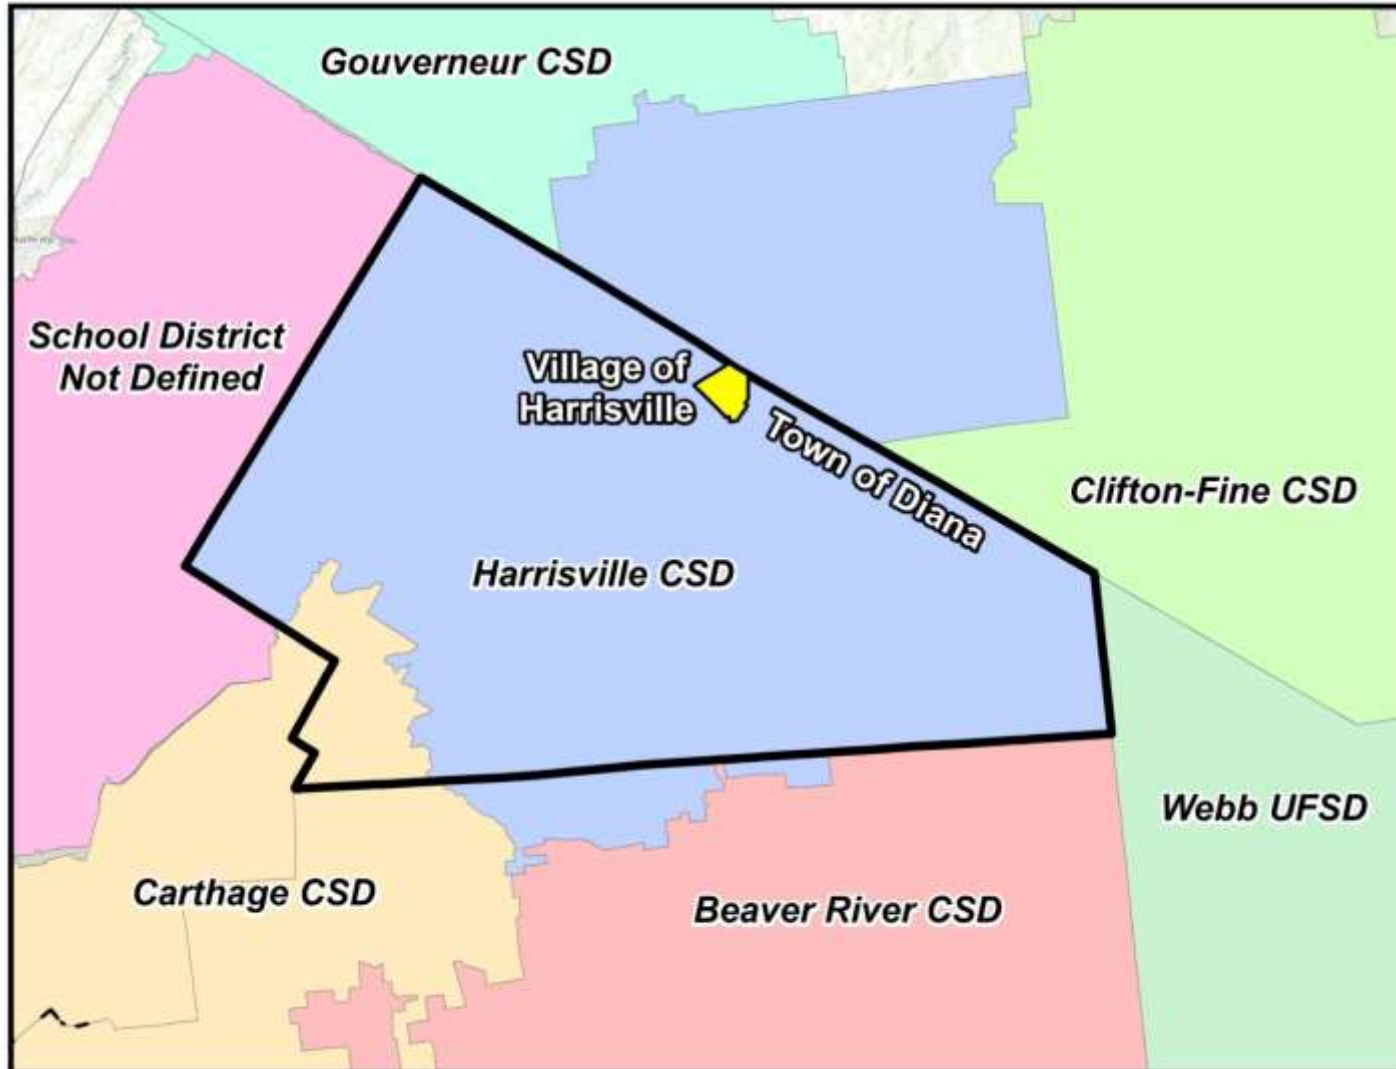 Gouverneur CSD
School District
Not Defined
Village of
Harrisville
Town of Diana
Clifton-Fine CSD
Harrisville CSD
Webb UFSD
Carthage CSD
Beaver River CSD